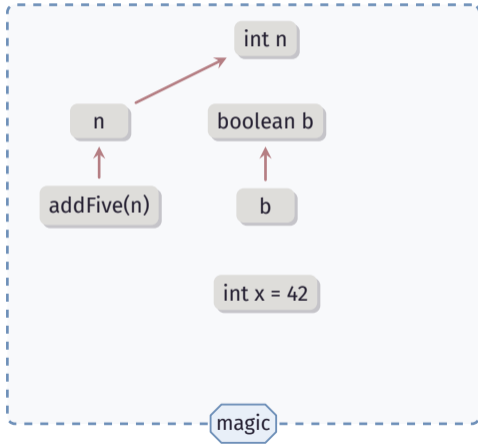 int n
n
boolean b
addFive(n)
b
int x = 42
magic